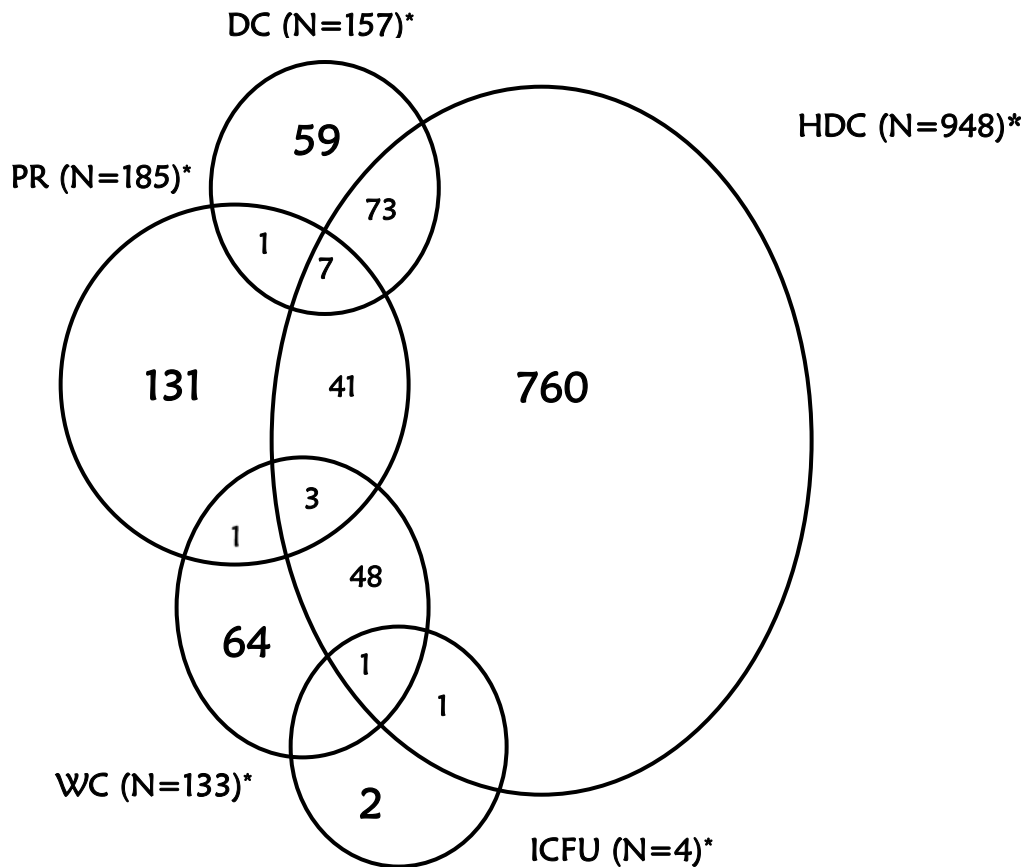 DC (N=157)*
HDC (N=948)*
59
PR (N=185)*
73
1
7
131
41
760
3
1
48
64
1
1
WC (N=133)*
2
ICFU (N=4)*